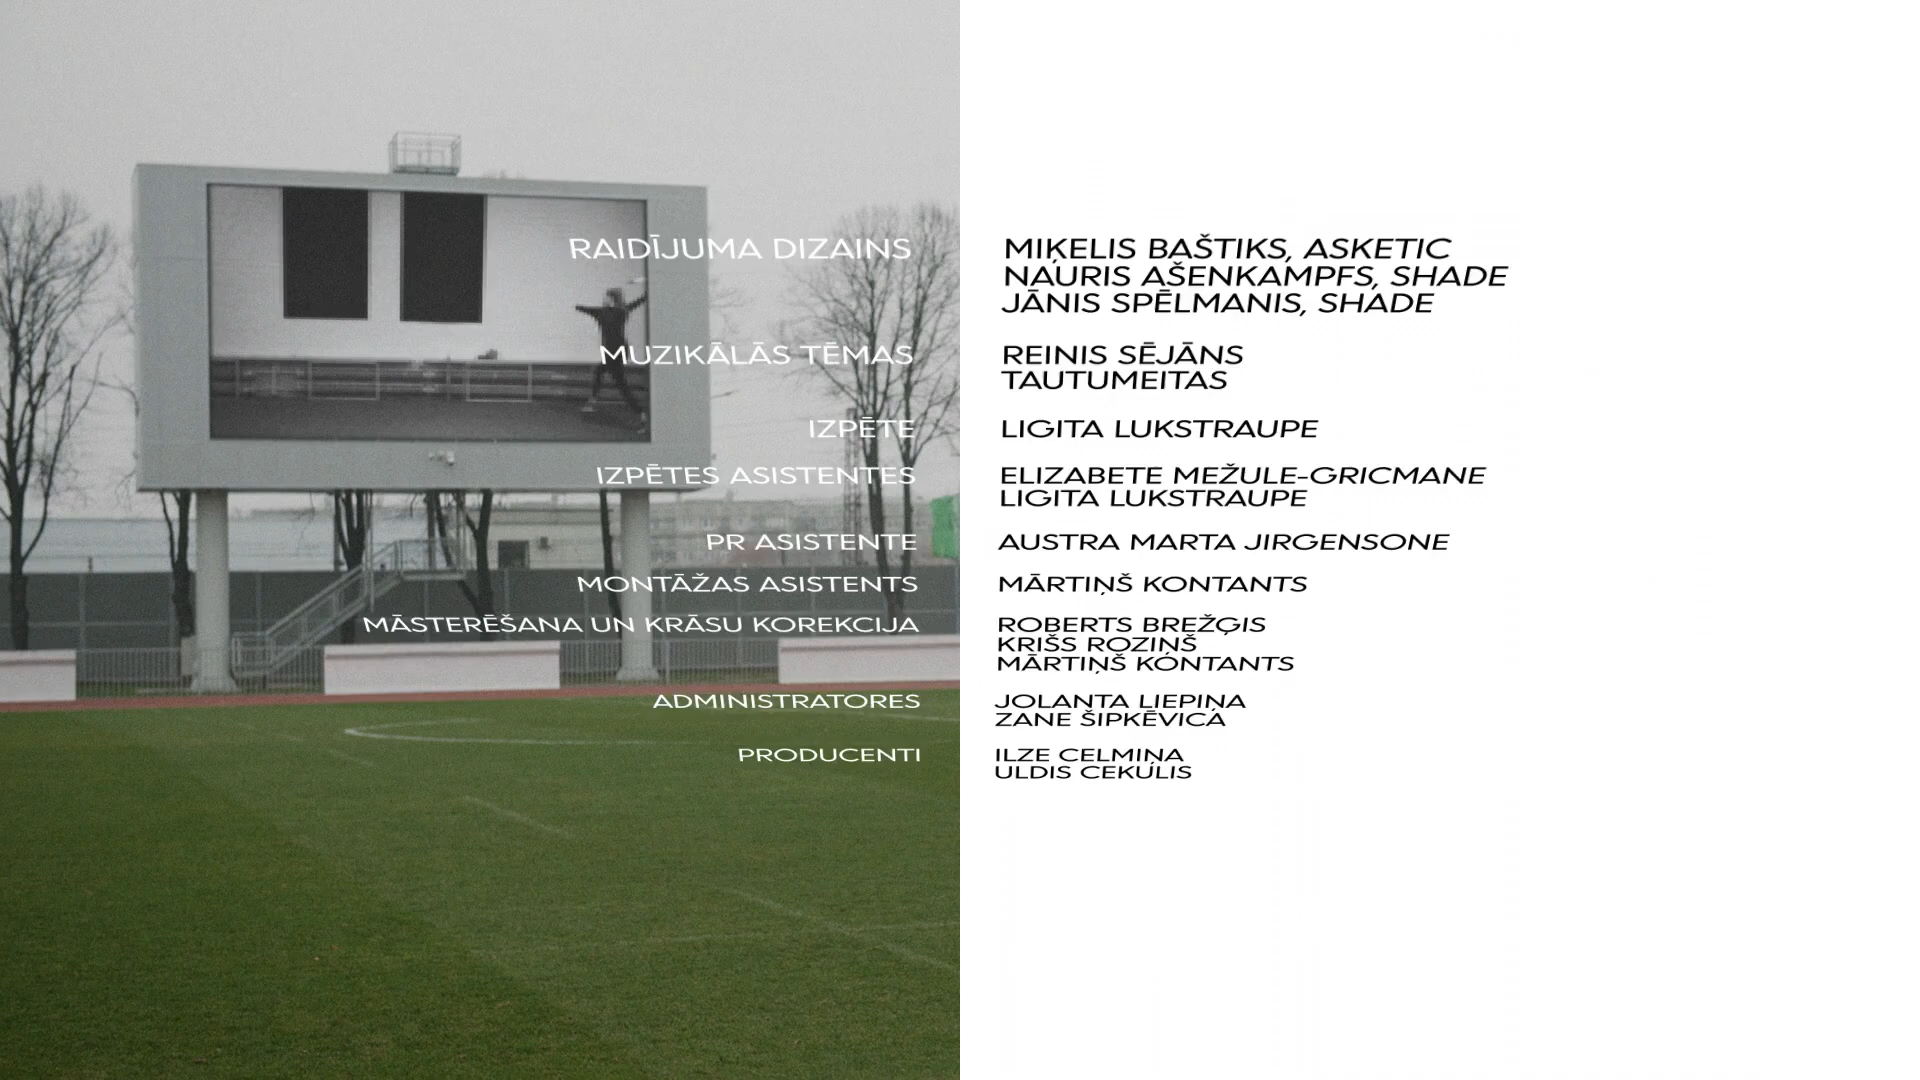 RAIDĪJUMA DIZAINS MIĶELIS BAŠTIKS, ASKETIC
NAURIS AŠENKAMPFS, SHADE
JĀNIS SPĒLMANIS, SHADE
MUZIKĀLĀS TĒMAS REINIS SĒJĀNS
TAUTUMEITAS
IZPĒTE LIGITA LUKSTRAUPE
IZPĒTES ASISTENTES ELIZABETE MEŽULE-GRICMANE
LIGITA LUKSTRAUPE
PR ASISTENTE AUSTRA MARTA JIRGENSONE
MONTĀŽAS ASISTENTS MĀRTIŅŠ KONTANTS
MĀSTERĒŠANA UN KRĀSU KOREKCIJA ROBERTS BREŽĢIS
KRIŠS ROZIŅŠ
MĀRTIŅŠ KONTANTS
ADMINISTRATORES JOLANTA LIEPIŅA
ZANE ŠIPKĒVICA
PRODUCENTI ILZE CELMIŅA
ULDIS CEKULIS